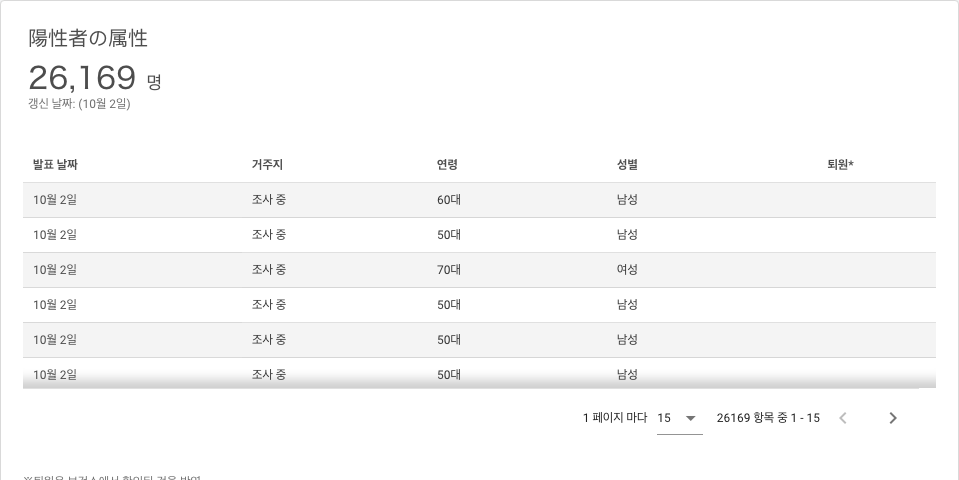 陽性者の属性
26,169 명
갱신 날짜: (10월 2일)
발표 날짜 거주지 연령 성별 퇴원*
10월 2일 조사 중 60대 남성
10월 2일 조사 중 50대 남성
10월 2일 조사 중 70대 여성
10월 2일 조사 중 50대 남성
10월 2일 조사 중 50대 남성
10월 2일 조사 중 50대 남성
1 페이지 마다 15 26169 항목 중 1 - 15